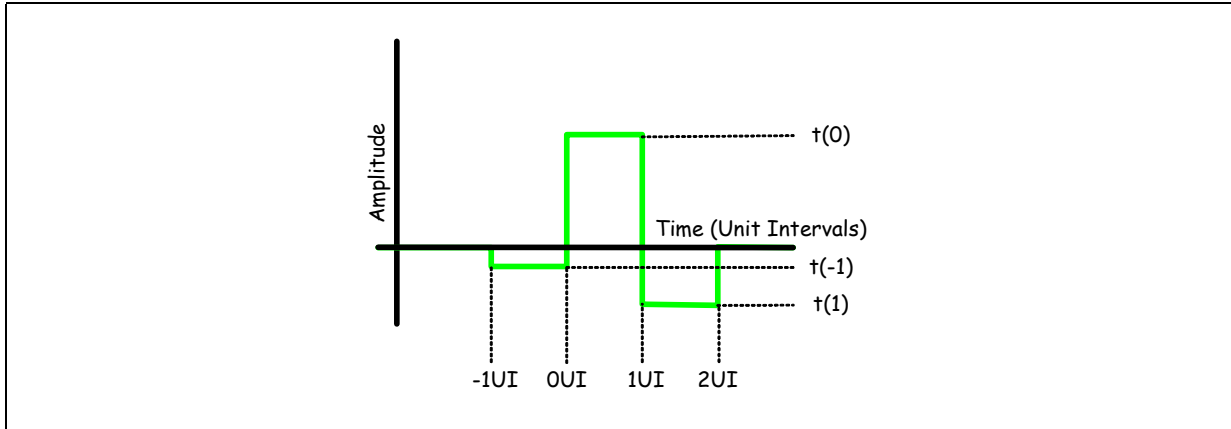 Amplitude
t(0)
Time (Unit Intervals)
t(-1)
t(1)
-1UI
0UI
1UI
2UI